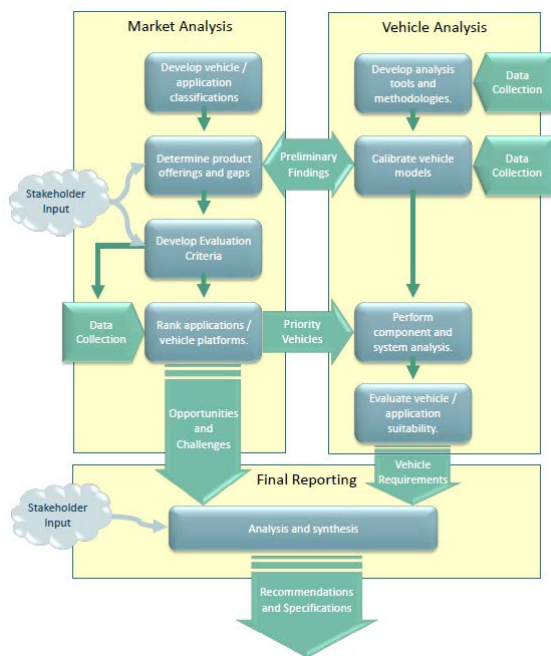 Market Analysis
Vehicle Analysis
Develop vehicle /
application
classifications
Develop analysis
tools and
methodologies.
Data
Collection
Determine product
offerings and gaps
Preliminary
Findings
Calibrate vehicle
models
Data
Collection
Stakeholder
Input
Develop Evaluation
Criteria
Data
Collection
Rank applications /
vehicle platforms.
Priority
Vehicles
Perform
component and
system analysis.
Evaluate vehicle /
application
suitability.
Opportunities
and
Challenges
Vehicle
Requirements
Final Reporting
Stakeholder
Input
Analysis and synthesis
Recommendations
and Specifications